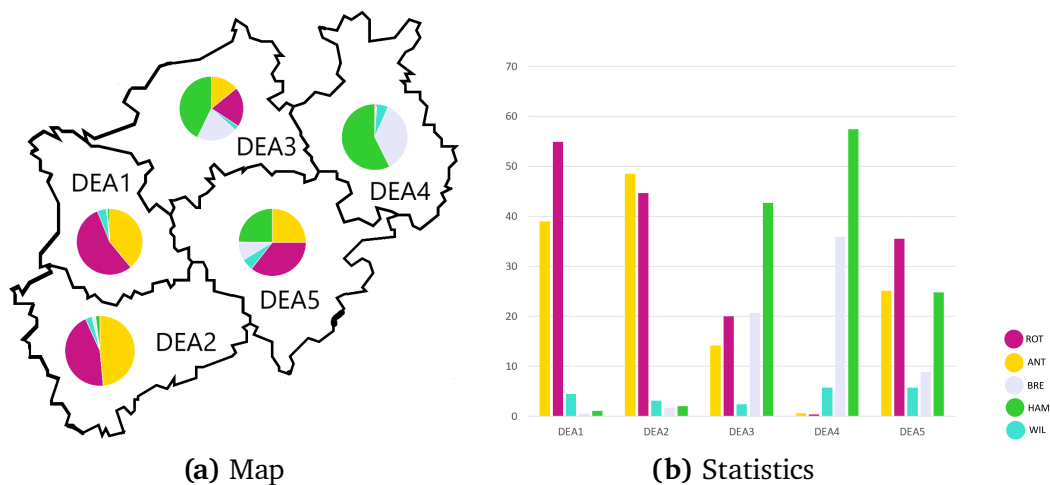 DEA3
DEA1
DEA4
DEA5
DEA2
(a) Map
70
60
50
40
30
20
10
0
DEA1 DEA2 DEA3 DEA4 DEA5
ROT
ANT
BRE
HAM
WIL
(b) Statistics